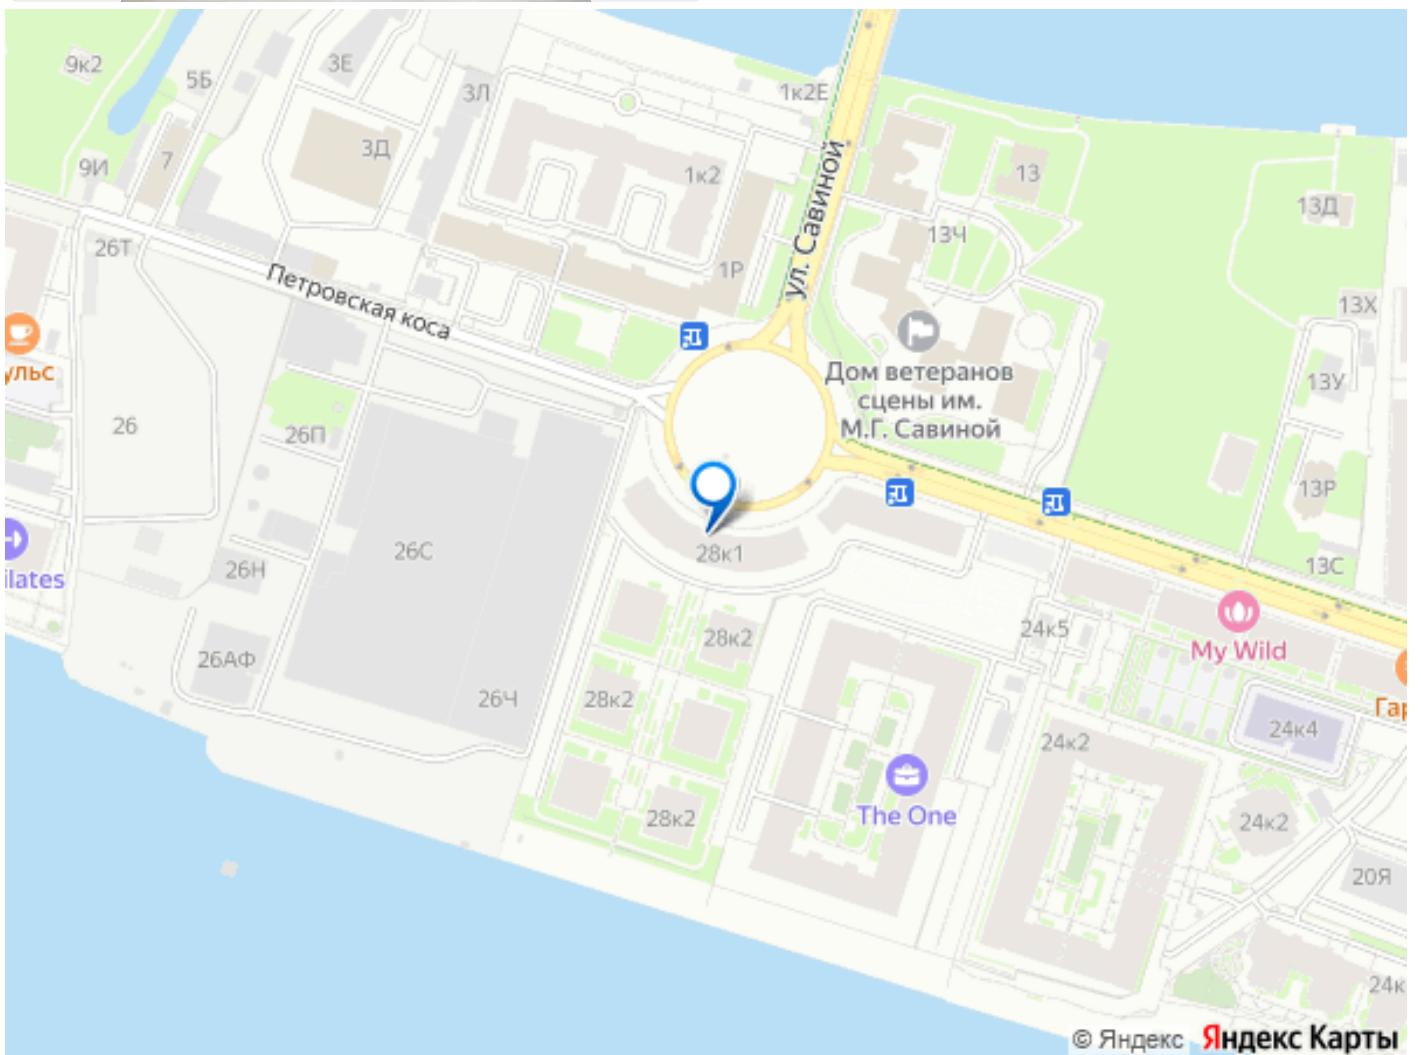 9к2
5Б
3Е
3Л
1к2Е
9И
7
3Д
1к2
ул. Савиной
13
13Д
13Ч
26Т
1Р
Петровская коса
13Х
ульс
Дом ветеранов
сцены им.
М.Г. Савиной
13У
26
26П
13Р
26С
28к1
26Н
13С
ilates
24к5
28к2
My Wild
26АФ
28к2
26Ч
Гар
24к4
24к2
28к2
The One
24к2
20Я
24к
© Яндекс Яндекс Карты